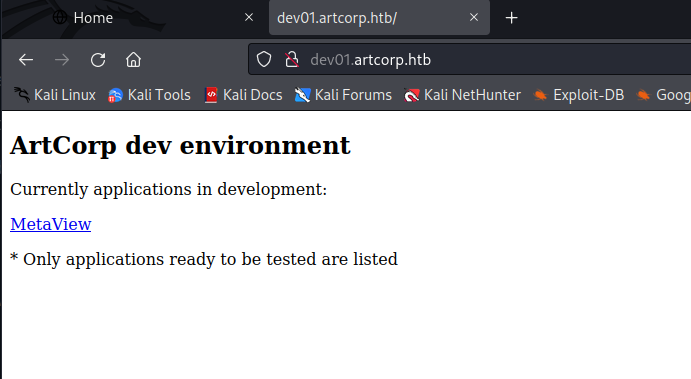 Home
dev01.artcorp.htb/
dev01.artcorp.htb
Kali Linux Kali Tools Kali Docs Kali Forums Kali NetHunter Exploit-DB Goog
ArtCorp dev environment
Currently applications in development:
MetaView
* Only applications ready to be tested are listed